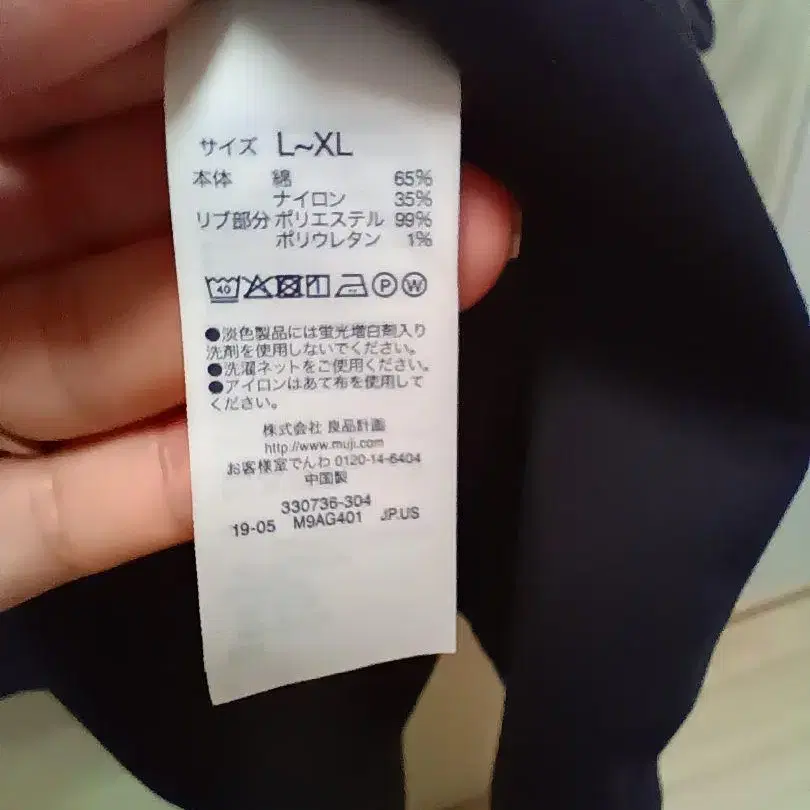 サイズ L~XL
本体 綿 65%
ナイロン 35%
リブ部分 ポリエステル 99%
ポリウレタン 1%
40 P W
●淡色製品には蛍光増白剤入り
洗剤を使用しないでください。
●洗濯ネットをご使用ください。
●アイロンはあて布を使用して
ください。
株式会社 良品計画
http://www.muji.com
お客様室でんわ 0120-14-6404
中国製
330736-304
19-05 M9AG401 JP.US